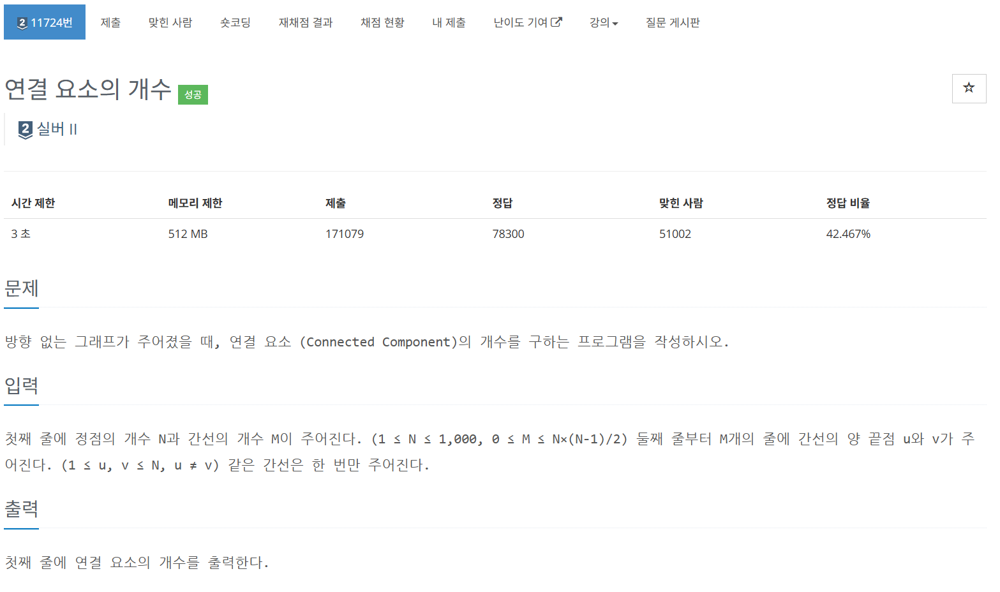 2 11724번 제출 맞힌 사람 숏코딩 재채점 결과 채점 현황 내 제출 난이도 기여 강의 질문 게시판
연결 요소의 개수 성공 ☆
2 실버 II
시간 제한 메모리 제한 제출 정답 맞힌 사람 정답 비율
3 초 512 MB 171079 78300 51002 42.467%
문제
방향 없는 그래프가 주어졌을 때, 연결 요소 (Connected Component)의 개수를 구하는 프로그램을 작성하시오.
입력
첫째 줄에 정점의 개수 N과 간선의 개수 M이 주어진다. (1 ≤ N ≤ 1,000, 0 ≤ M ≤ N×(N-1)/2) 둘째 줄부터 M개의 줄에 간선의 양 끝점 u와 v가 주
어진다. (1 ≤ u, v ≤ N, u ≠ v) 같은 간선은 한 번만 주어진다.
출력
첫째 줄에 연결 요소의 개수를 출력한다.